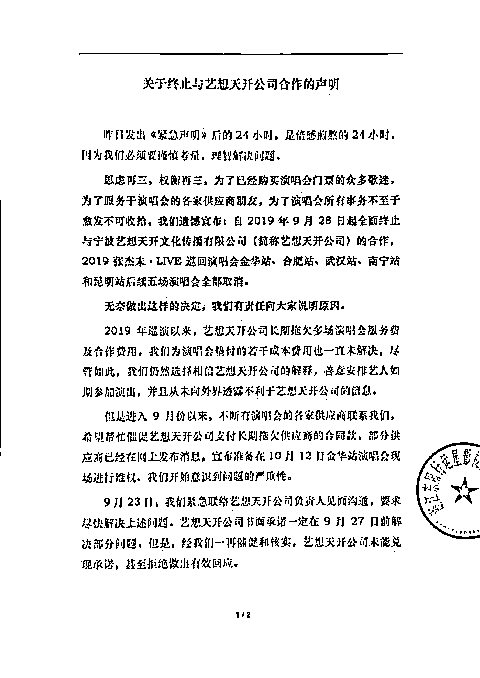 关于终止与艺想天开公司合作的声明
昨日发出《紧急声明》后的 24 小时，是倍感煎熬的 24 小时，
因为我们必须要谨慎考量，理智解决问题。
思虑再三，权衡再三，为了已经购买演唱会门票的众多歌迷，
为了服务于演唱会的各家供应商朋友，为了演唱会所有事务不至于
愈发不可收拾，我们遗憾宣布：自 2019 年 9 月 28 日起全面终止
与宁波艺想天开文化传播有限公司（简称艺想天开公司）的合作，
2019 张杰未·LIVE 巡回演唱会金华站、合肥站、武汉站、南宁站
和昆明站后续五场演唱会全部取消。
无奈做出这样的决定，我们有责任向大家说明原因。
2019 年巡演以来，艺想天开公司长期拖欠多场演唱会服务费
及合作费用，我们为演唱会垫付的若干成本费用也一直未解决，尽
管如此，我们仍然选择相信艺想天开公司的解释，善意安排艺人如
期参加演出，并且从未向外界透露不利于艺想天开公司的信息。
但是进入 9 月份以来，不断有演唱会的各家供应商联系我们，
希望帮忙催促艺想天开公司支付长期拖欠供应商的合同款，部分供
应商已经在网上发布消息，宣布准备在 10 月 12 日金华站演唱会现
场进行维权，我们开始意识到问题的严重性。
9 月 23 日，我们紧急联络艺想天开公司负责人见面沟通，要求
尽快解决上述问题。艺想天开公司书面承诺一定在 9 月 27 日前解
决部分问题，但是，经我们一再催促和核实，艺想天开公司未能兑
现承诺，甚至拒绝做出有效回应。
1 / 2